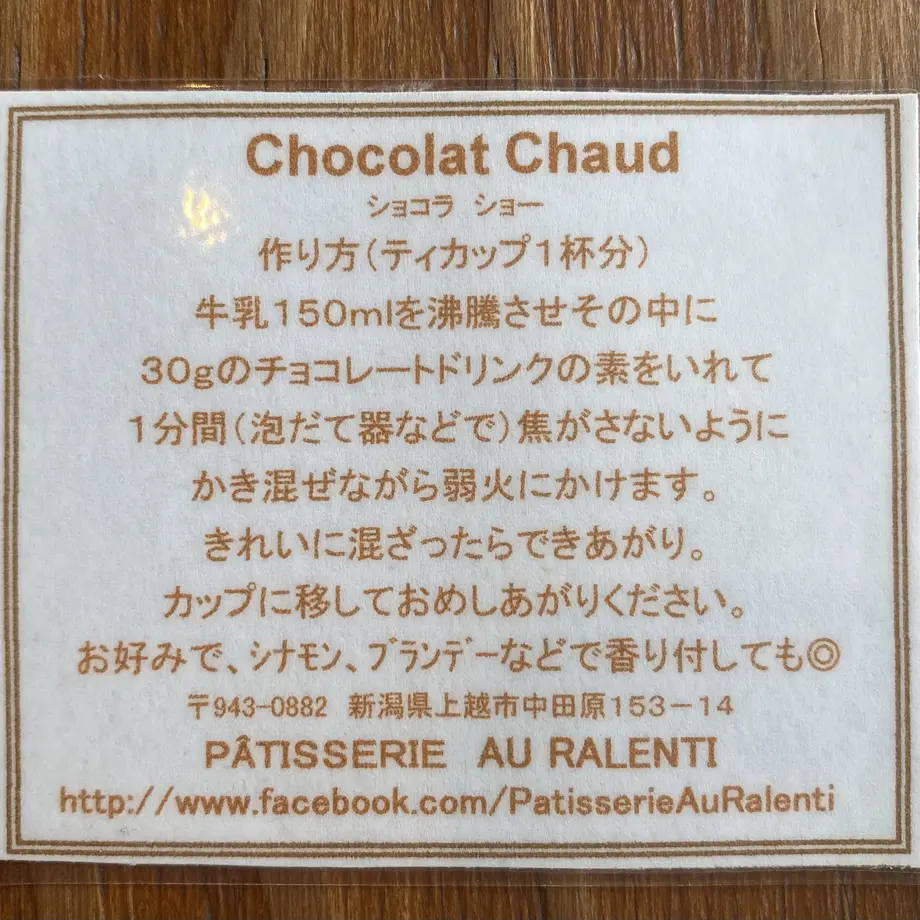 Chocolat Chaud
ショコラ　ショー
作り方（ティカップ１杯分）
牛乳１５０ｍｌを沸騰させその中に
３０ｇのチョコレートドリンクの素をいれて
１分間（泡だて器などで）焦がさないように
かき混ぜながら弱火にかけます。
きれいに混ざったらできあがり。
カップに移しておめしあがりください。
お好みで、ｼﾅﾓﾝ、ﾌﾞﾗﾝﾃﾞｰなどで香り付しても◎
〒943-0882　新潟県上越市中田原１５３－１４
PÂTISSERIE　AU RALENTI
http://www.facebook.com/PatisserieAuRalenti